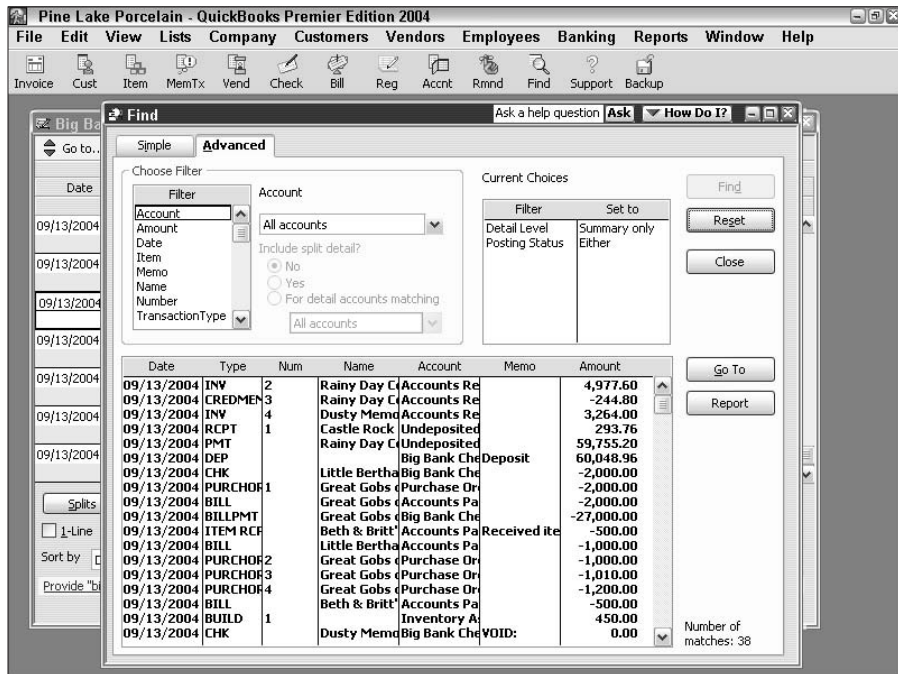 Pine Lake Porcelain - QuickBooks Premier Edition 2004
File Edit View Lists Company Customers Vendors Employees Banking Reports Window Help
Invoice Cust Item MemTx Vend Check Bill Reg Accnt Rmnd Find Support Backup
Big Ba
Find
Ask a help question Ask How Do I?
Go to..
Simple Advanced
Choose Filter
Current Choices
Date
Filter
Account
Amount
Date
Item
Memo
Name
Number
TransactionType
Account
All accounts
Include split detail?
No
Yes
For detail accounts matching
All accounts
Filter Set to
Detail Level Summary only
Posting Status Either
Find
Reset
Close
Go To
Report
09/13/2004
09/13/2004
09/13/2004
09/13/2004
09/13/2004
09/13/2004
09/13/2004
Splits
1-Line
Sort by
Provide "bi
Date Type Num Name Account Memo Amount
09/13/2004 INV 2 Rainy Day C Accounts Re 4,977.60
09/13/2004 CREDMEM 3 Rainy Day C Accounts Re -244.80
09/13/2004 INV 4 Dusty Memo Accounts Re 3,264.00
09/13/2004 RCPT 1 Castle Rock Undeposited 293.76
09/13/2004 PMT Rainy Day C Undeposited 59,755.20
09/13/2004 DEP Big Bank Che Deposit 60,048.96
09/13/2004 CHK Little Bertha Big Bank Che -2,000.00
09/13/2004 PURCHOR 1 Great Gobs o Purchase Or -2,000.00
09/13/2004 BILL Great Gobs o Accounts Pa -2,000.00
09/13/2004 BILLPMT Great Gobs o Big Bank Che -27,000.00
09/13/2004 ITEM RCP Beth & Britt' Accounts Pa Received ite -500.00
09/13/2004 BILL Little Bertha Accounts Pa -1,000.00
09/13/2004 PURCHOR 2 Great Gobs o Purchase Or -1,000.00
09/13/2004 PURCHOR 3 Great Gobs o Purchase Or -1,010.00
09/13/2004 PURCHOR 4 Great Gobs o Purchase Or -1,200.00
09/13/2004 BILL Beth & Britt' Accounts Pa -500.00
09/13/2004 BUILD 1 Inventory A 450.00
09/13/2004 CHK Dusty Memo Big Bank Che VOID: 0.00
Number of
matches: 38